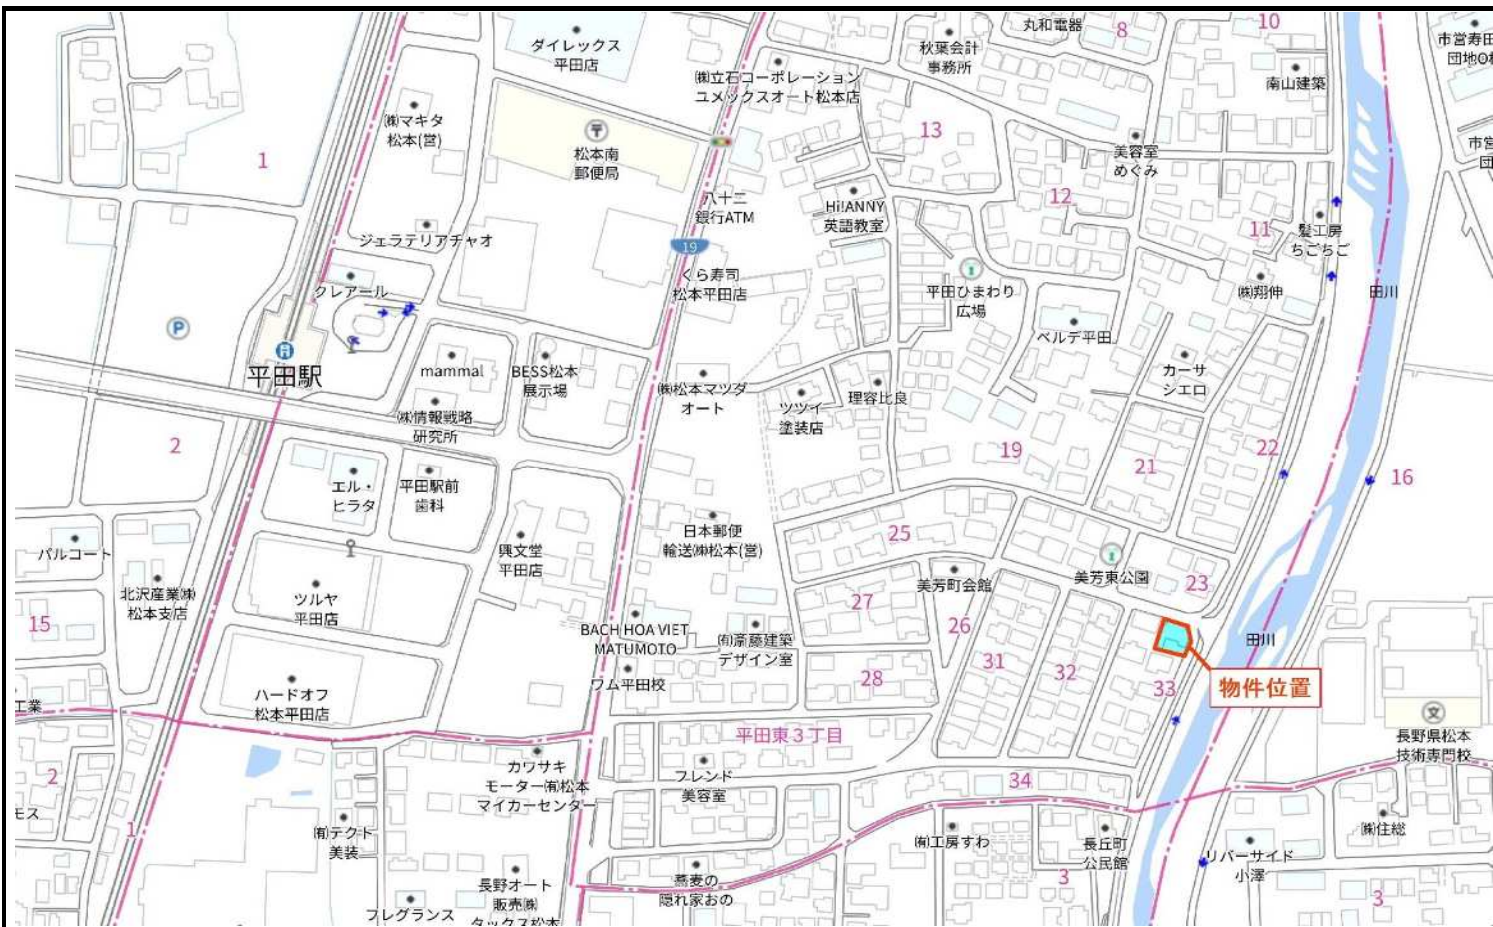 ダイレックス
平田店
丸和電器
8
10
秋葉会計
事務所
市営寿田
南山建築
㈱立石コーポレーション
ユメックスオート松本店
㈱マキタ
松本(営)
13
松本南
郵便局
1
美容室
めぐみ
市営
団
八十二
銀行ATM
Hi!ANNY
英語教室
12
11
髪工房
ちごちご
ジェラテリアチャオ
19
くら寿司
松本平田店
クレアール
平田ひまわり
広場
㈱翔伸
田川
P
ベルデ平田
平田駅
mammal
BESS松本
展示場
カーサ
シエロ
㈱松本マツダ
オート
理容比良
ツツイ
塗装店
㈱情報戦略
研究所
2
19
21
22
16
エル・
ヒラタ
平田駅前
歯科
日本郵便
輸送㈱松本(営)
25
興文堂
平田店
パルコート
美芳東公園
美芳町会館
23
北沢産業㈱
松本支店
ツルヤ
平田店
27
26
15
BACH HOA VIET
MATUMOTO
㈲斎藤建築
デザイン室
田川
31
32
28
33
物件位置
ワム平田校
ハードオフ
松本平田店
工業
平田東3丁目
長野県松本
技術専門校
カワサキ
モーター㈲松本
マイカーセンター
フレンド
美容室
34
2
モス
1
㈲テクト
美装
㈲工房すわ
長丘町
公民館
㈱住総
リバーサイド
小澤
3
3
蕎麦の
隠れ家おの
長野オート
販売㈱
タックス松本
フレグランス